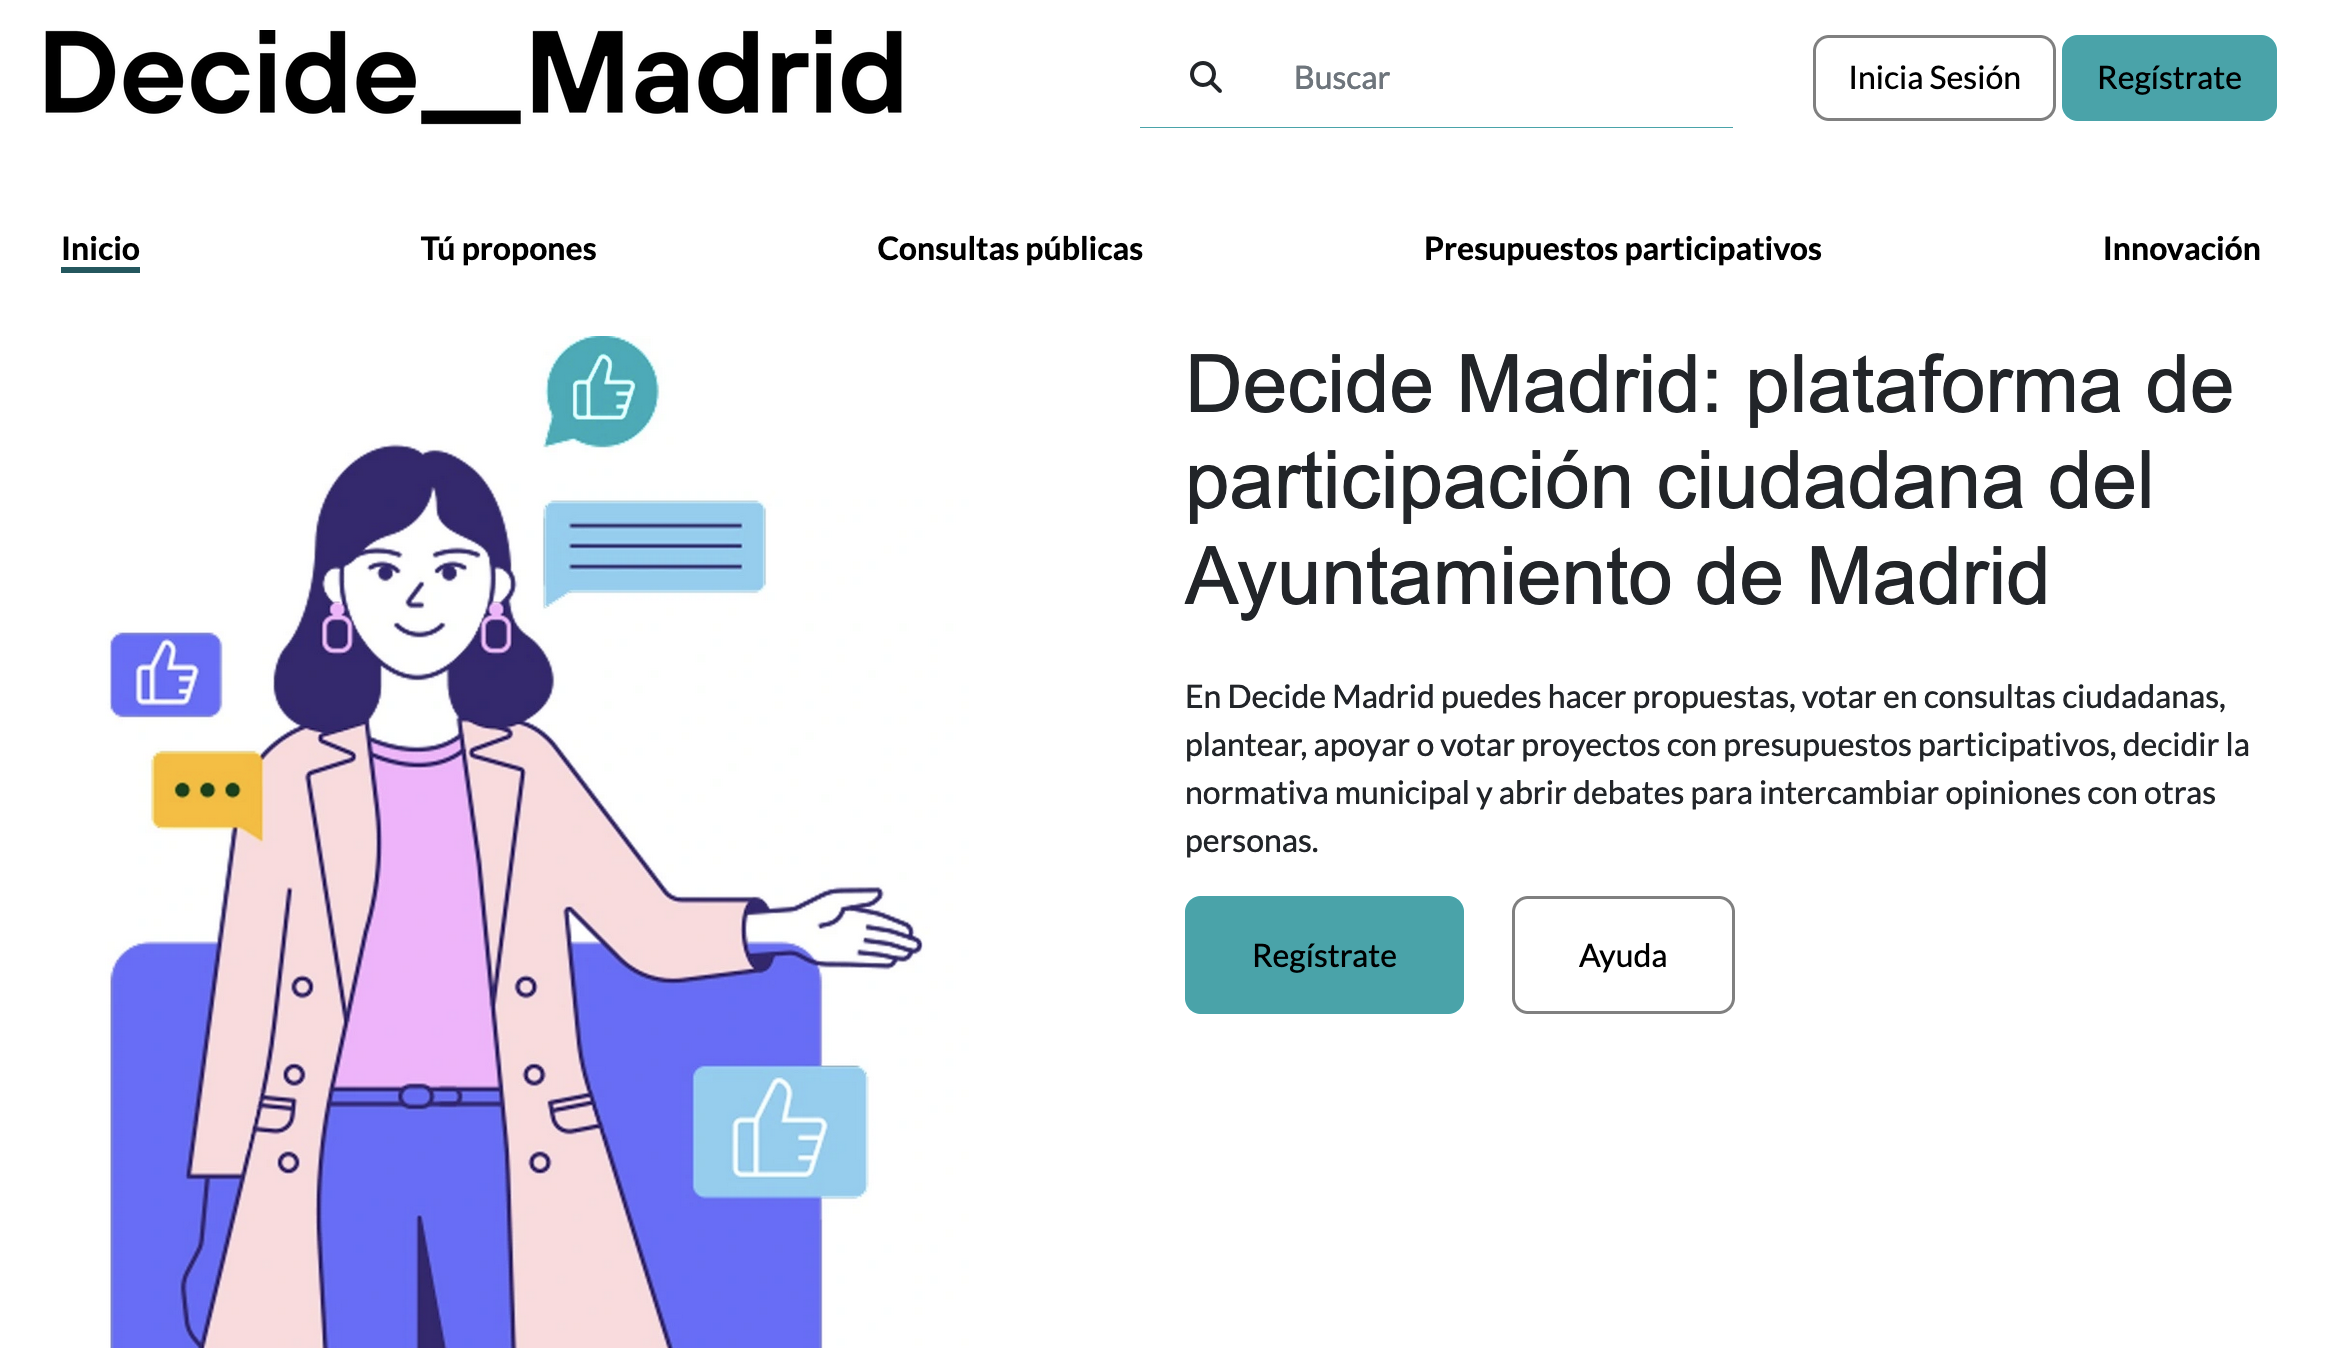 Decide__Madrid
Buscar
Inicia Sesión
Regístrate
Inicio
Tú propones
Consultas públicas
Presupuestos participativos
Innovación
Decide Madrid: plataforma de
participación ciudadana del
Ayuntamiento de Madrid
En Decide Madrid puedes hacer propuestas, votar en consultas ciudadanas,
plantear, apoyar o votar proyectos con presupuestos participativos, decidir la
normativa municipal y abrir debates para intercambiar opiniones con otras
personas.
Regístrate
Ayuda